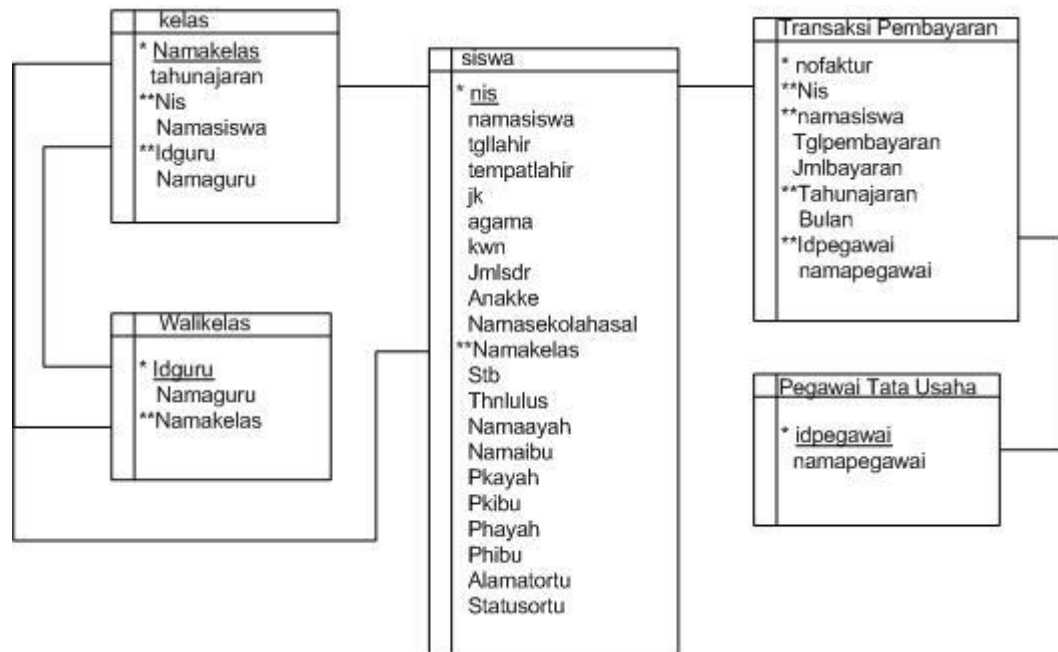 kelas
* Namakelas
tahunajaran
**Nis
Namasiswa
**Idguru
Namaguru
Walikelas
* Idguru
Namaguru
**Namakelas
siswa
* nis
namasiswa
tgllahir
tempatlahir
jk
agama
kwn
Jmlsdr
Anakke
Namasekolahasal
**Namakelas
Stb
Thnlulus
Namaayah
Namaibu
Pkayah
Pkibu
Phayah
Phibu
Alamatortu
Statusortu
Transaksi Pembayaran
* nofaktur
**Nis
**namasiswa
Tglpembayaran
Jmlbayaran
**Tahunajaran
Bulan
**Idpegawai
namapegawai
Pegawai Tata Usaha
* idpegawai
namapegawai